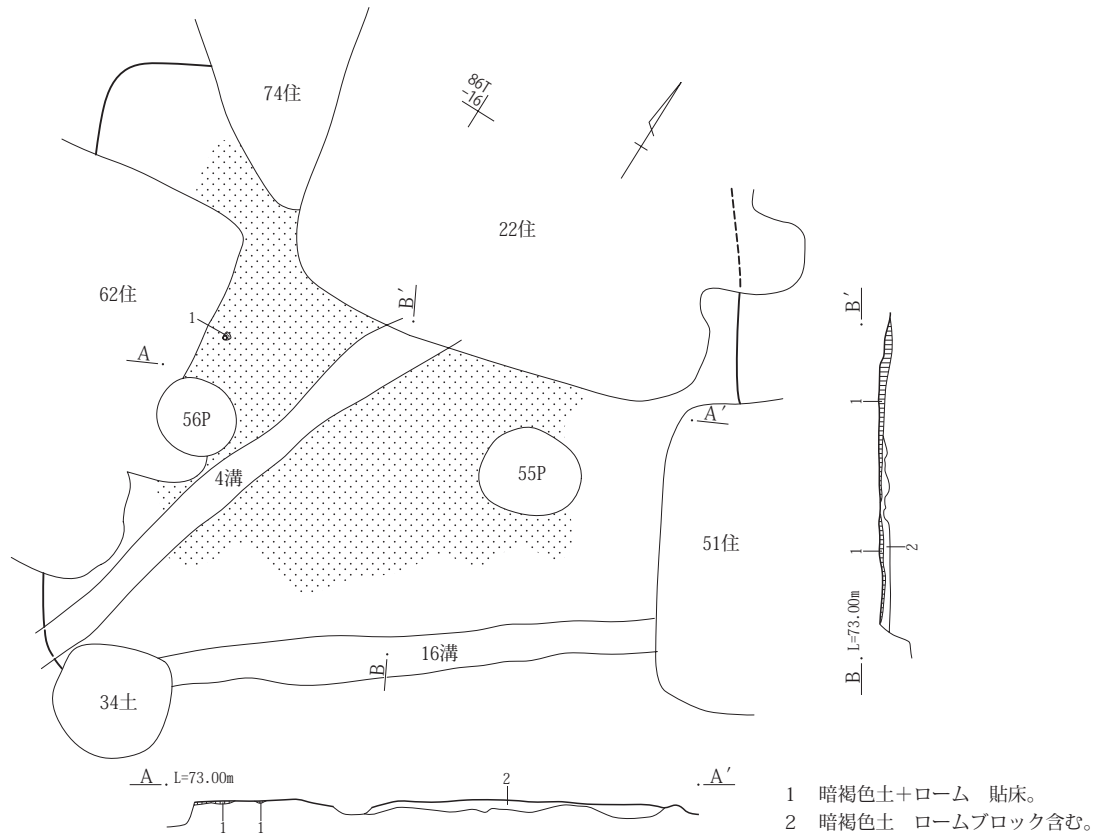 74住
86T
-16
22住
62住
B′
1
A
A′
56P
4溝
55P
51住
16溝
B
34土
B′
1
1
2
B L=73.00m
A L=73.00m
2
A′
1 1
1 暗褐色土＋ローム 貼床。
2 暗褐色土 ロームブロック含む。